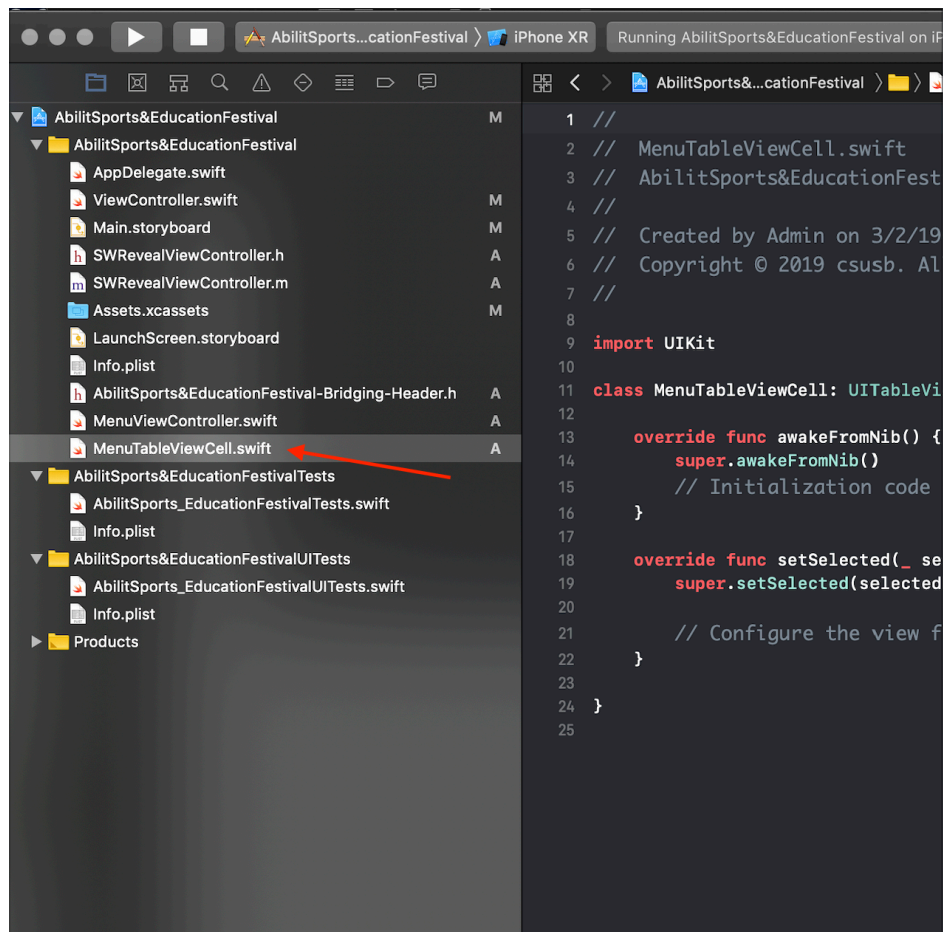 AbilitSports...cationFestival 〉 iPhone XR
Running AbilitSports&EducationFestival on iP
AbilitSports&...cationFestival
AbilitSports&EducationFestival M
AbilitSports&EducationFestival
AppDelegate.swift
ViewController.swift M
Main.storyboard M
SWRevealViewController.h A
SWRevealViewController.m A
Assets.xcassets M
LaunchScreen.storyboard
Info.plist
AbilitSports&EducationFestival-Bridging-Header.h A
MenuViewController.swift A
MenuTableViewCell.swift A
AbilitSports&EducationFestivalTests
AbilitSports_EducationFestivalTests.swift
Info.plist
AbilitSports&EducationFestivalUITests
AbilitSports_EducationFestivalUITests.swift
Info.plist
Products
1 //
2 // MenuTableViewCell.swift
3 // AbilitSports&EducationFest
4 //
5 // Created by Admin on 3/2/19
6 // Copyright © 2019 csusb. Al
7 //
8
9 import UIKit
10
11 class MenuTableViewCell: UITableVi
12
13 override func awakeFromNib() {
14 super.awakeFromNib()
15 // Initialization code
16 }
17
18 override func setSelected(_ se
19 super.setSelected(selected
20
21 // Configure the view f
22 }
23
24 }
25